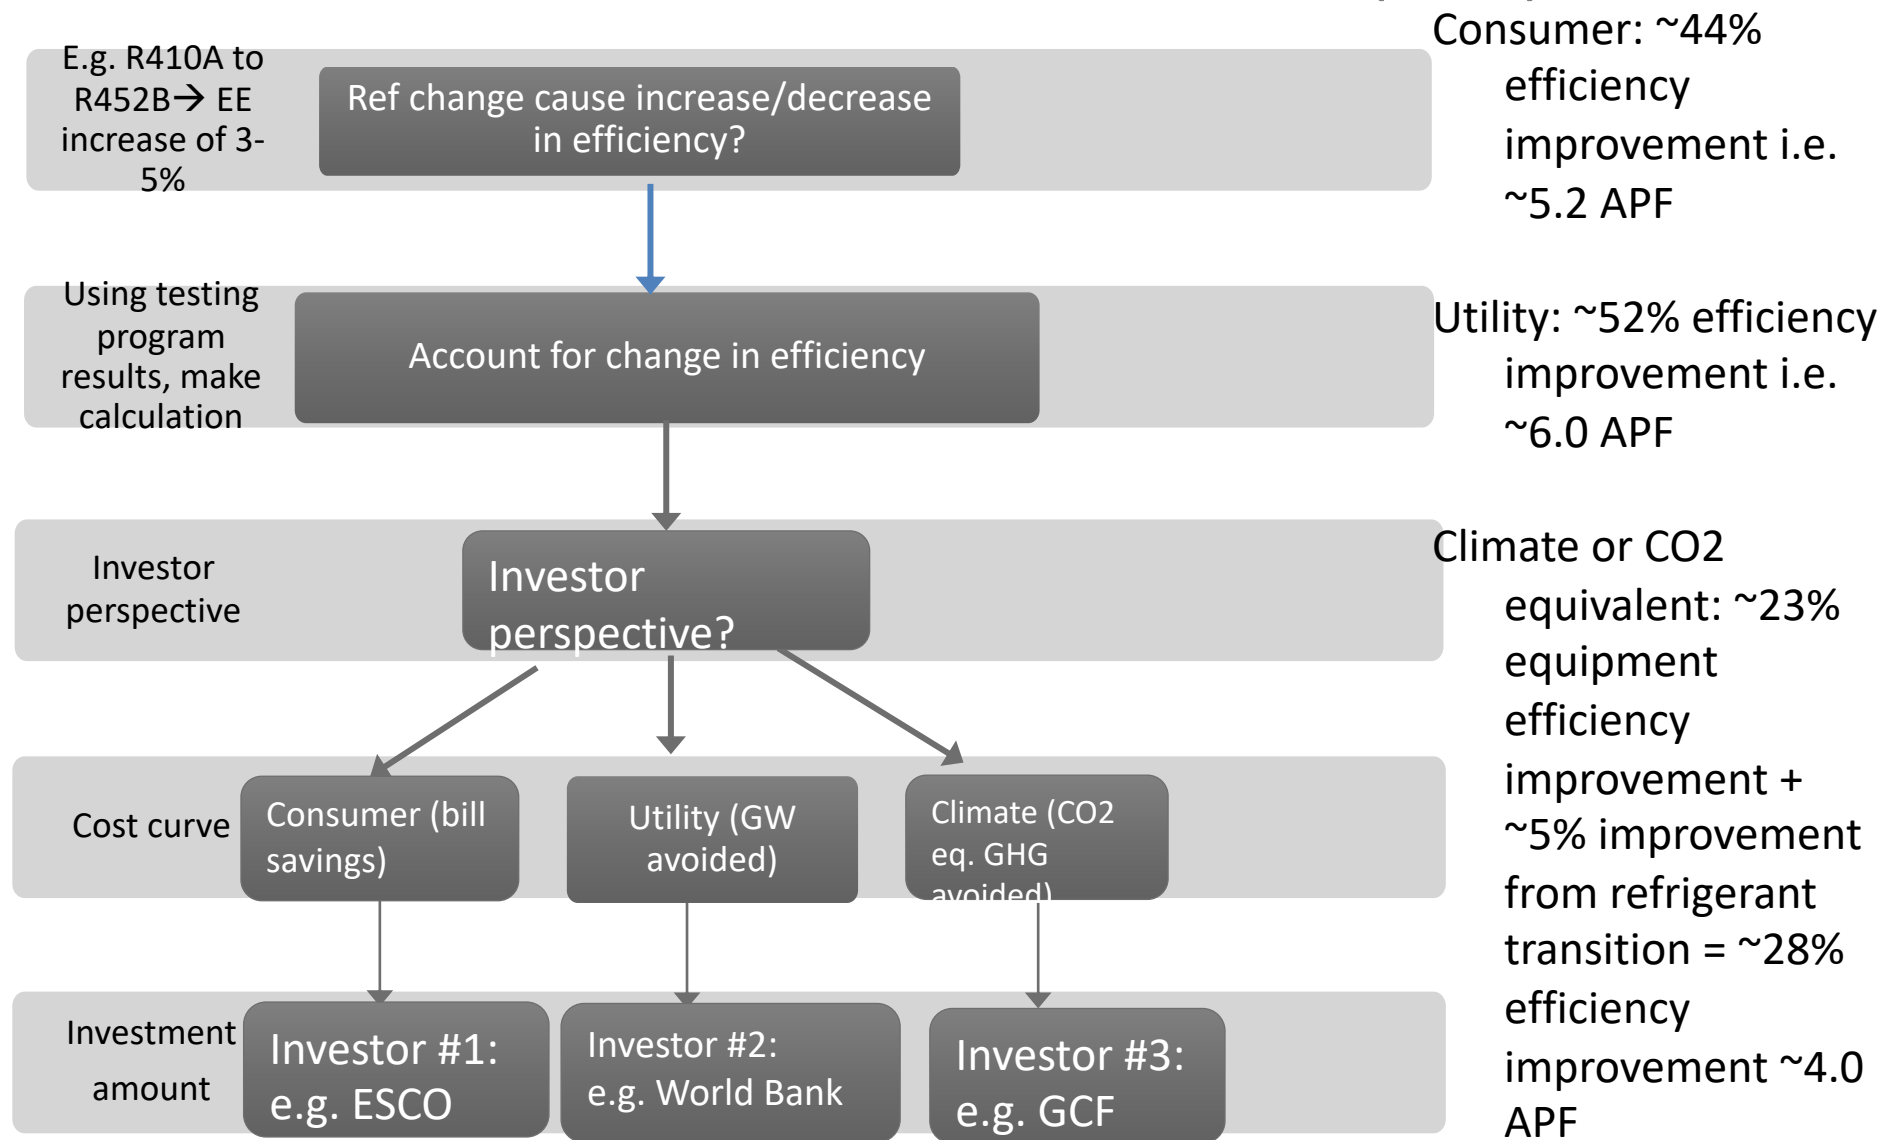 E.g. R410A to
R452B→ EE
increase of 3-
5%
Ref change cause increase/decrease
in efficiency?
Using testing
program
results, make
calculation
Account for change in efficiency
Investor
perspective
Investor
perspective?
Cost curve
Consumer (bill
savings)
Utility (GW
avoided)
Climate (CO2
eq. GHG
avoided)
Investment
amount
Investor #1:
e.g. ESCO
Investor #2:
e.g. World Bank
Investor #3:
e.g. GCF
Consumer: ~44%
efficiency
improvement i.e.
~5.2 APF
Utility: ~52% efficiency
improvement i.e.
~6.0 APF
Climate or CO2
equivalent: ~23%
equipment
efficiency
improvement +
~5% improvement
from refrigerant
transition = ~28%
efficiency
improvement ~4.0
APF